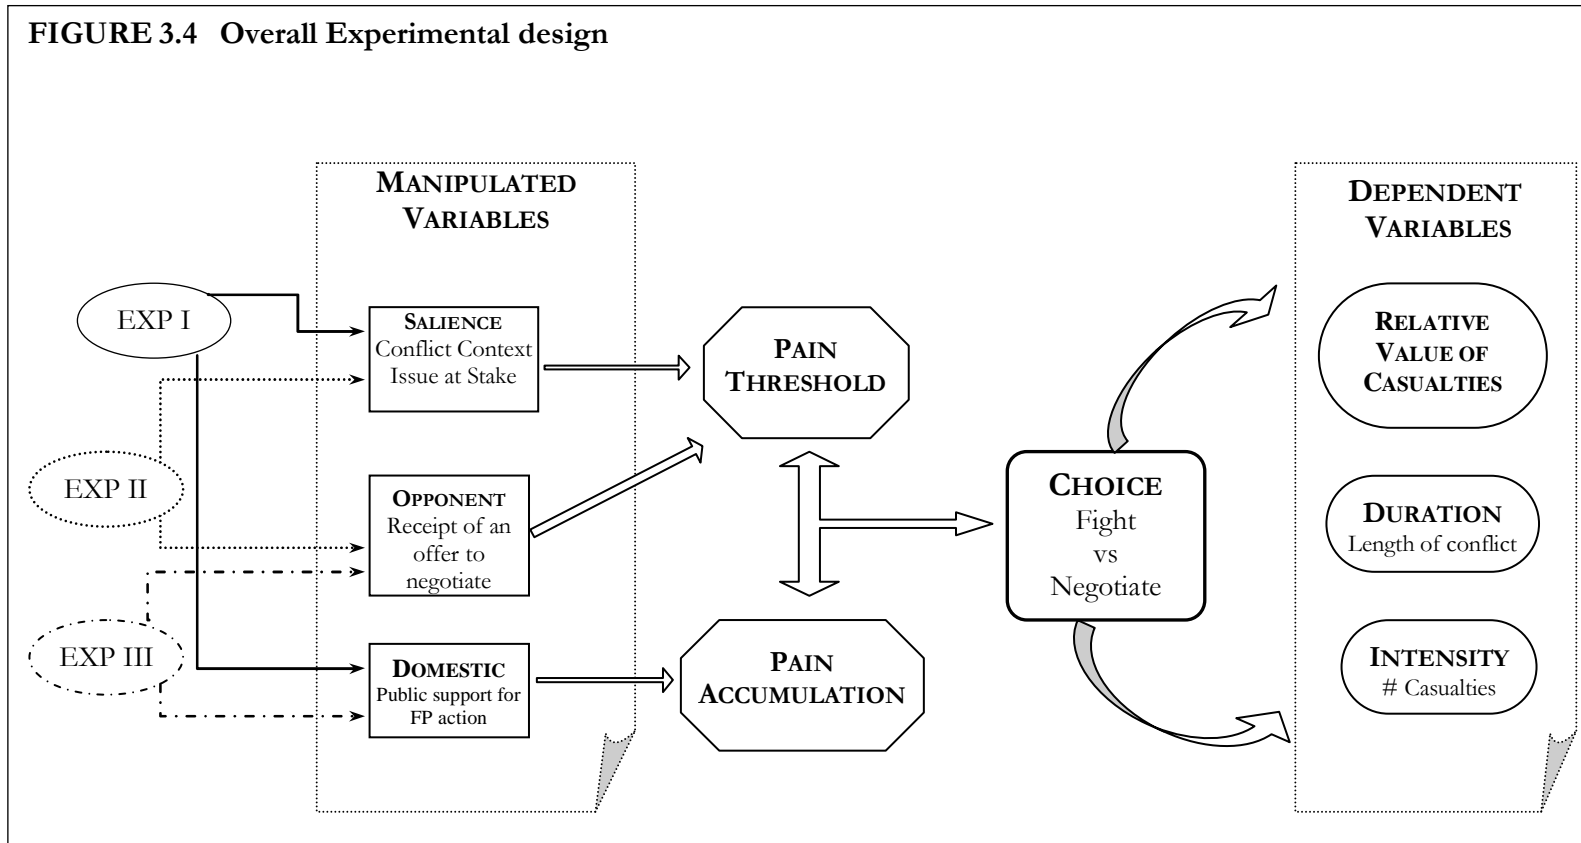 FIGURE 3.4 Overall Experimental design
MANIPULATED
VARIABLES
DEPENDENT
VARIABLES
EXP I
EXP II
EXP III
SALIENCE
Conflict Context
Issue at Stake
OPPONENT
Receipt of an
offer to
negotiate
DOMESTIC
Public support for
FP action
PAIN
THRESHOLD
PAIN
ACCUMULATION
CHOICE
Fight
vs
Negotiate
RELATIVE
VALUE OF
CASUALTIES
DURATION
Length of conflict
INTENSITY
# Casualties